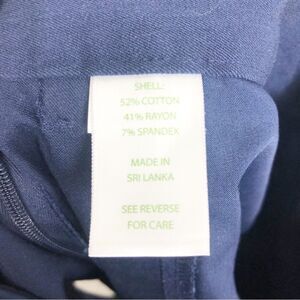 SHELL:
52% COTTON
41% RAYON
7% SPANDEX
MADE IN
SRI LANKA
SEE REVERSE
FOR CARE